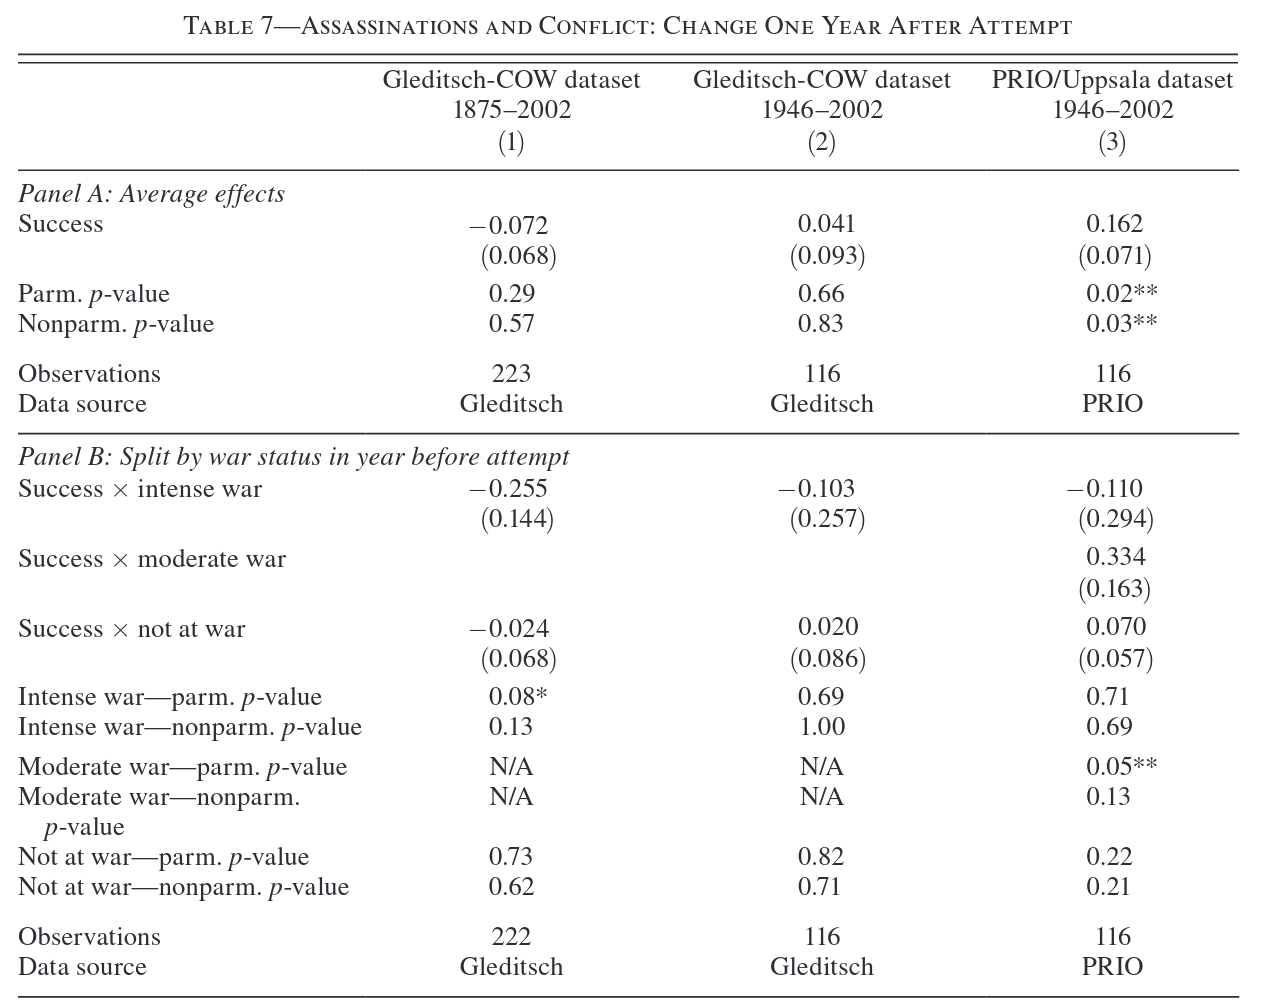 TABLE 7—ASSASSINATIONS AND CONFLICT: CHANGE ONE YEAR AFTER ATTEMPT
Gleditsch-COW dataset Gleditsch-COW dataset PRIO/Uppsala dataset
1875–2002 1946–2002 1946–2002
(1) (2) (3)
Panel A: Average effects
Success −0.072 0.041 0.162
(0.068) (0.093) (0.071)
Parm. p-value 0.29 0.66 0.02**
Nonparm. p-value 0.57 0.83 0.03**
Observations 223 116 116
Data source Gleditsch Gleditsch PRIO
Panel B: Split by war status in year before attempt
Success × intense war −0.255 −0.103 −0.110
(0.144) (0.257) (0.294)
Success × moderate war 0.334
(0.163)
Success × not at war −0.024 0.020 0.070
(0.068) (0.086) (0.057)
Intense war—parm. p-value 0.08* 0.69 0.71
Intense war—nonparm. p-value 0.13 1.00 0.69
Moderate war—parm. p-value N/A N/A 0.05**
Moderate war—nonparm. N/A N/A 0.13
p-value
Not at war—parm. p-value 0.73 0.82 0.22
Not at war—nonparm. p-value 0.62 0.71 0.21
Observations 222 116 116
Data source Gleditsch Gleditsch PRIO